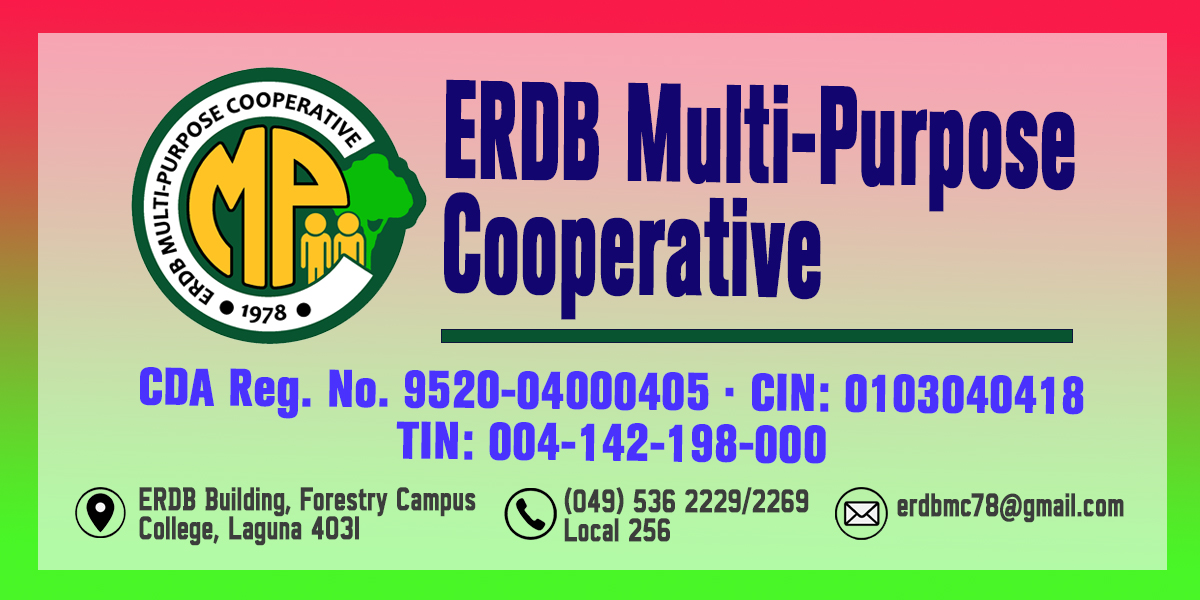 ERDB MULTI-PURPOSE COOPERATIVE
MP
1978
ERDB Multi-Purpose
Cooperative
CDA Reg. No. 9520-04000405 · CIN: 0103040418
TIN: 004-142-198-000
ERDB Building, Forestry Campus
College, Laguna 4031
(049) 536 2229/2269
Local 256
erdbmc78@gmail.com